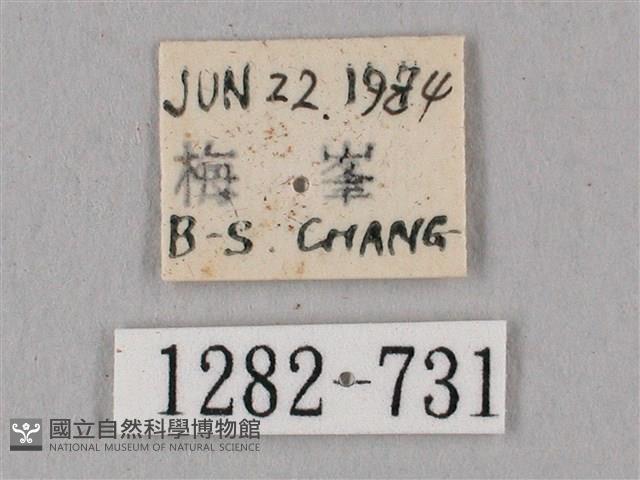 JUN 22. 1984
梅 峯
B-S. CHANG
1282-731
國立自然科學博物館
NATIONAL MUSEUM OF NATURAL SCIENCE